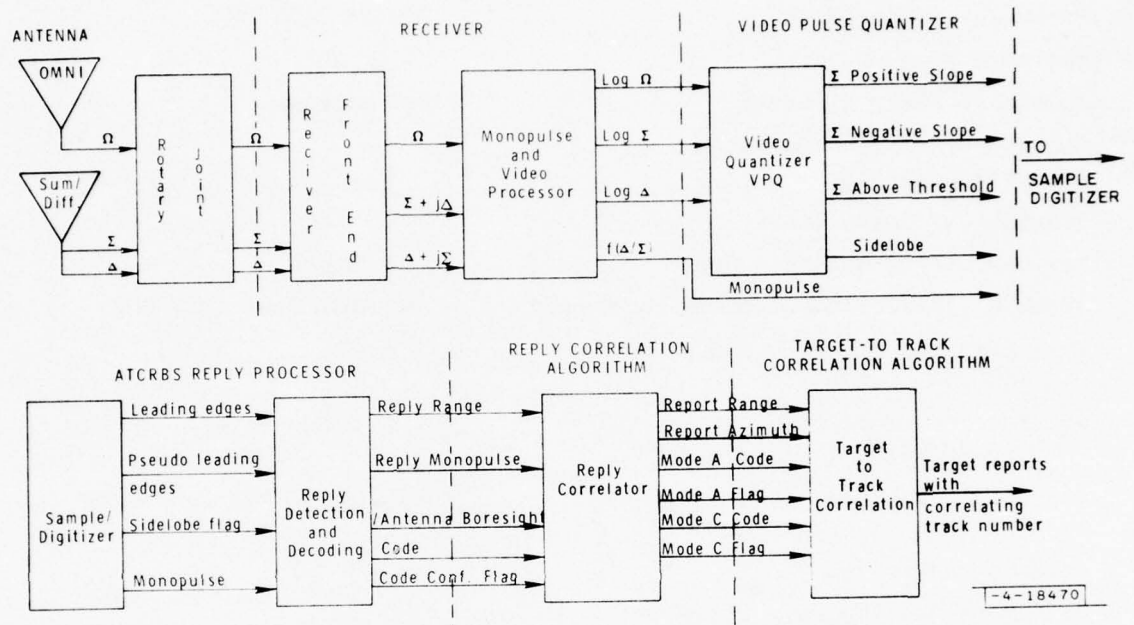 ANTENNA
RECEIVER
VIDEO PULSE QUANTIZER
OMNI
Ω
Sum/
Diff.
Σ
Δ
Rotary
Joint
Ω
Σ
Δ
Receiver
Front End
Ω
Σ + jΔ
Δ + jΣ
Monopulse
and
Video
Processor
Log Ω
Log Σ
Log Δ
f(Δ/Σ)
Video
Quantizer
VPQ
Σ Positive Slope
Σ Negative Slope
Σ Above Threshold
Sidelobe
Monopulse
TO
SAMPLE
DIGITIZER
ATCRBS REPLY PROCESSOR
REPLY CORRELATION
ALGORITHM
TARGET-TO TRACK
CORRELATION ALGORITHM
Sample/
Digitizer
Leading edges
Pseudo leading
edges
Sidelobe flag
Monopulse
Reply
Detection
and
Decoding
Reply Range
Reply Monopulse
/Antenna Boresight
Code
Code Conf. Flag
Reply
Correlator
Report Range
Report Azimuth
Mode A Code
Mode A Flag
Mode C Code
Mode C Flag
Target
to
Track
Correlation
Target reports
with
correlating
track number
-4-18470